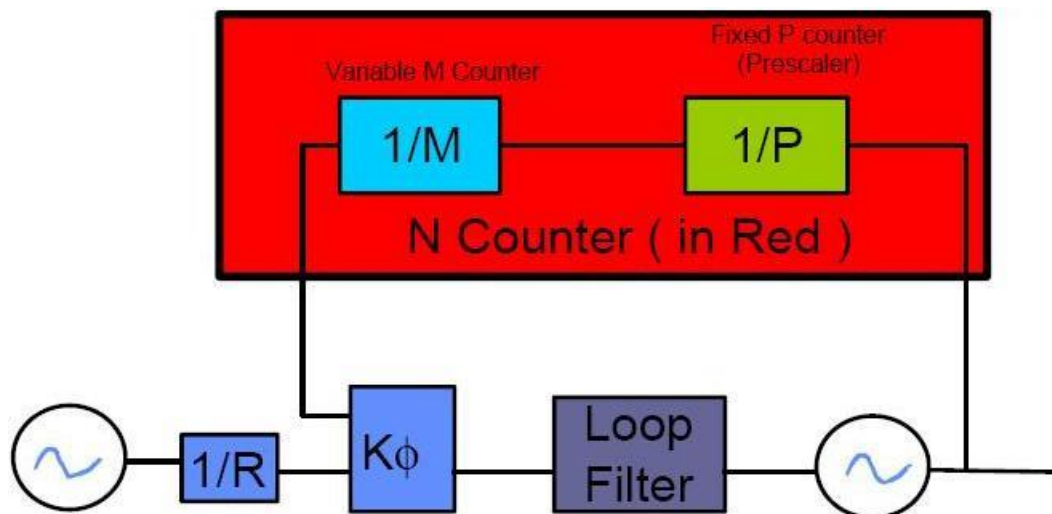 Fixed P counter
(Prescaler)
Variable M Counter
1/M
1/P
N Counter ( in Red )
1/R
Kϕ
Loop
Filter